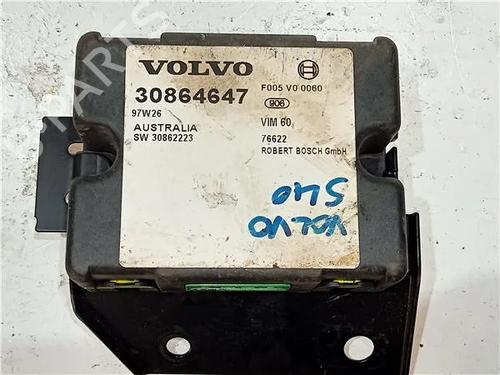 VOLVO
30864647
97W26
AUSTRALIA
SW 30862223
F005 V0 0060
906
VIM 60
76622
ROBERT BOSCH GmbH
VOLVO
S40